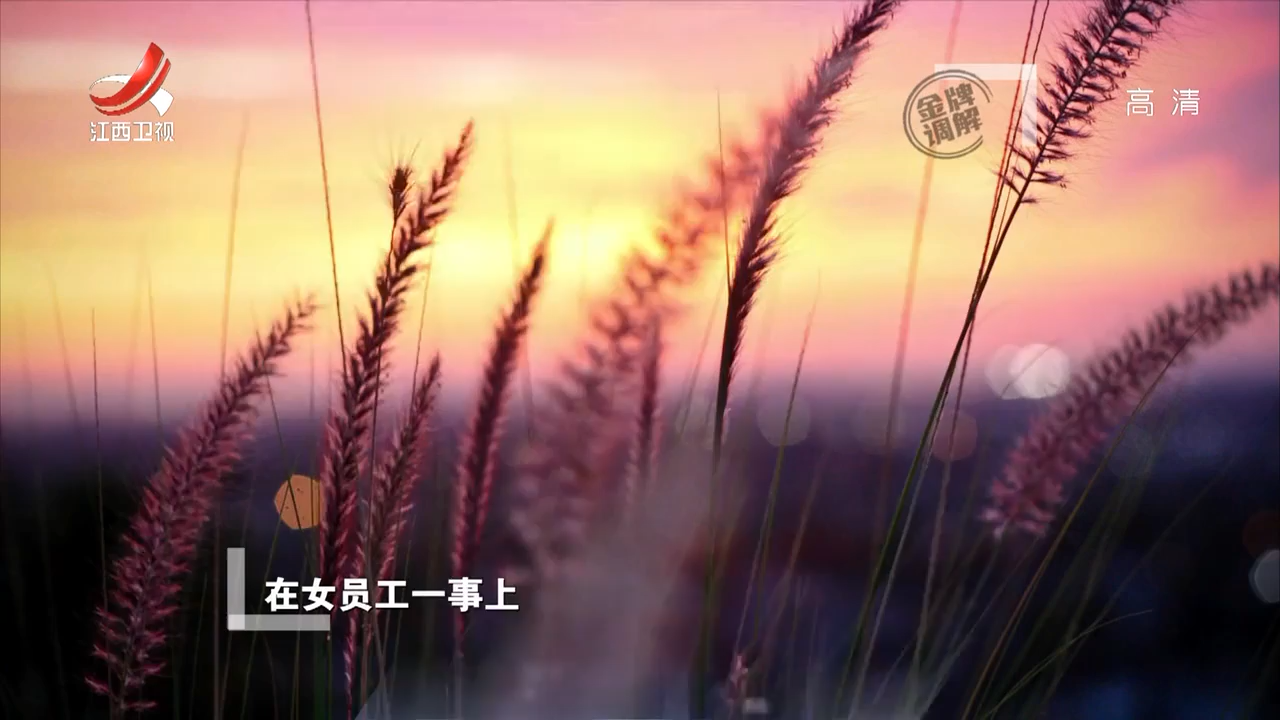 江西卫视
金牌
调解
高清
在女员工一事上